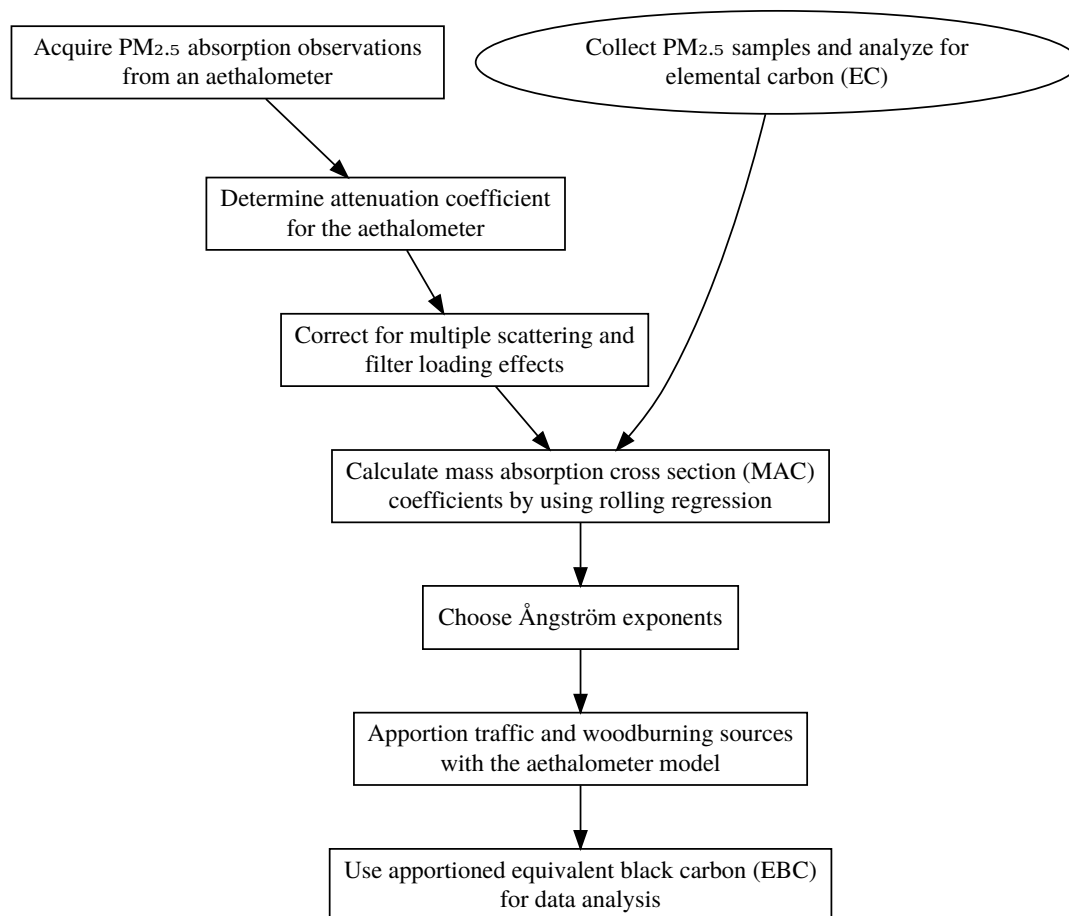 Acquire PM2.5 absorption observations
from an aethalometer
Collect PM2.5 samples and analyze for
elemental carbon (EC)
Determine attenuation coefficient
for the aethalometer
Correct for multiple scattering and
filter loading effects
Calculate mass absorption cross section (MAC)
coefficients by using rolling regression
Choose Ångström exponents
Apportion traffic and woodburning sources
with the aethalometer model
Use apportioned equivalent black carbon (EBC)
for data analysis